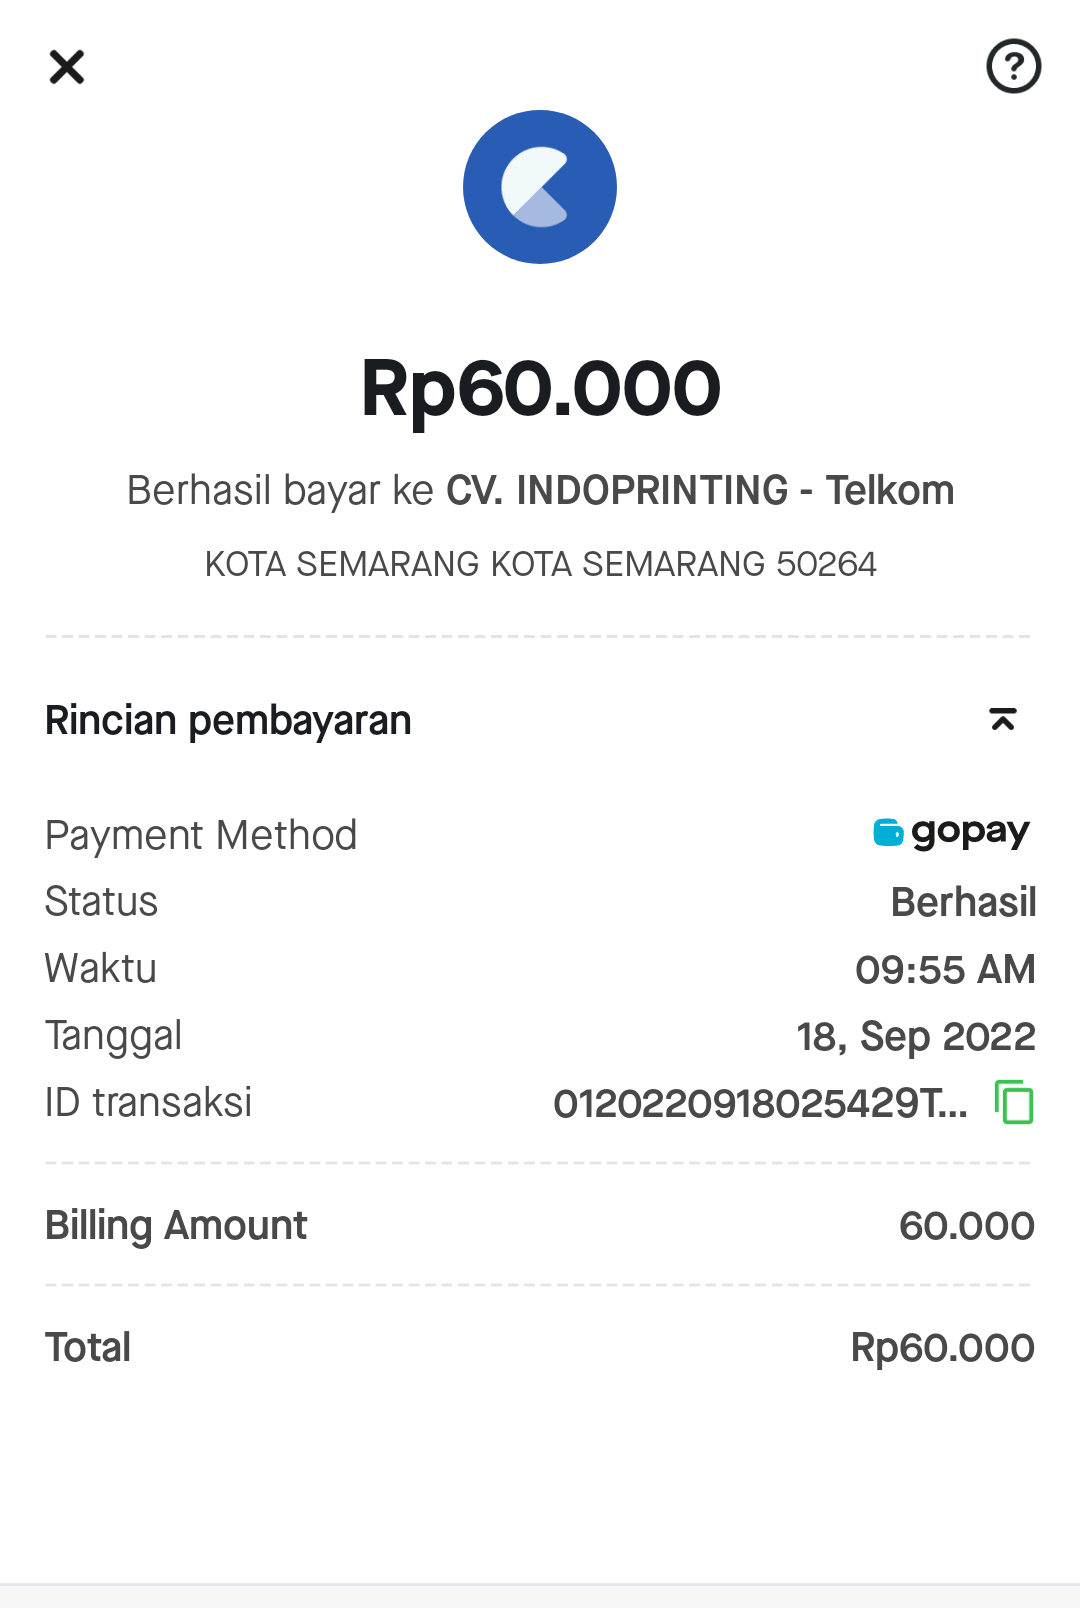 Rp60.000
Berhasil bayar ke CV. INDOPRINTING - Telkom
KOTA SEMARANG KOTA SEMARANG 50264
Rincian pembayaran
Payment Method gopay
Status Berhasil
Waktu 09:55 AM
Tanggal 18, Sep 2022
ID transaksi 0120220918025429T...
Billing Amount 60.000
Total Rp60.000